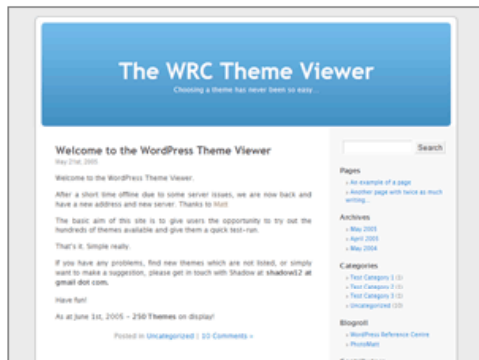 The WRC Theme Viewer
Choosing a theme has never been so easy...
Welcome to the WordPress Theme Viewer
May 21st, 2005
Welcome to the WordPress Theme Viewer.
After a short time offline due to some server issues, we are now back and
have a new address and new server. Thanks to Matt
The basic aim of this site is to give users the opportunity to try out the
hundreds of themes available and give them a quick test-run.
That's it. Simple really.
If you have any problems, find new themes which are not listed, or simply
want to make a suggestion, please get in touch with Shadow at shadow12 at
gmail dot com.
Have fun!
As at June 1st, 2005 – 250 Themes on display!
Posted in Uncategorized | 10 Comments »
Search
Pages
» An example of a page
» Another page with twice as much
writing...
Archives
» May 2005
» April 2005
» May 2004
Categories
» Test Category 1 (1)
» Test Category 2 (1)
» Test Category 3 (1)
» Uncategorized (10)
Blogroll
» WordPress Reference Centre
» PhotoMatt